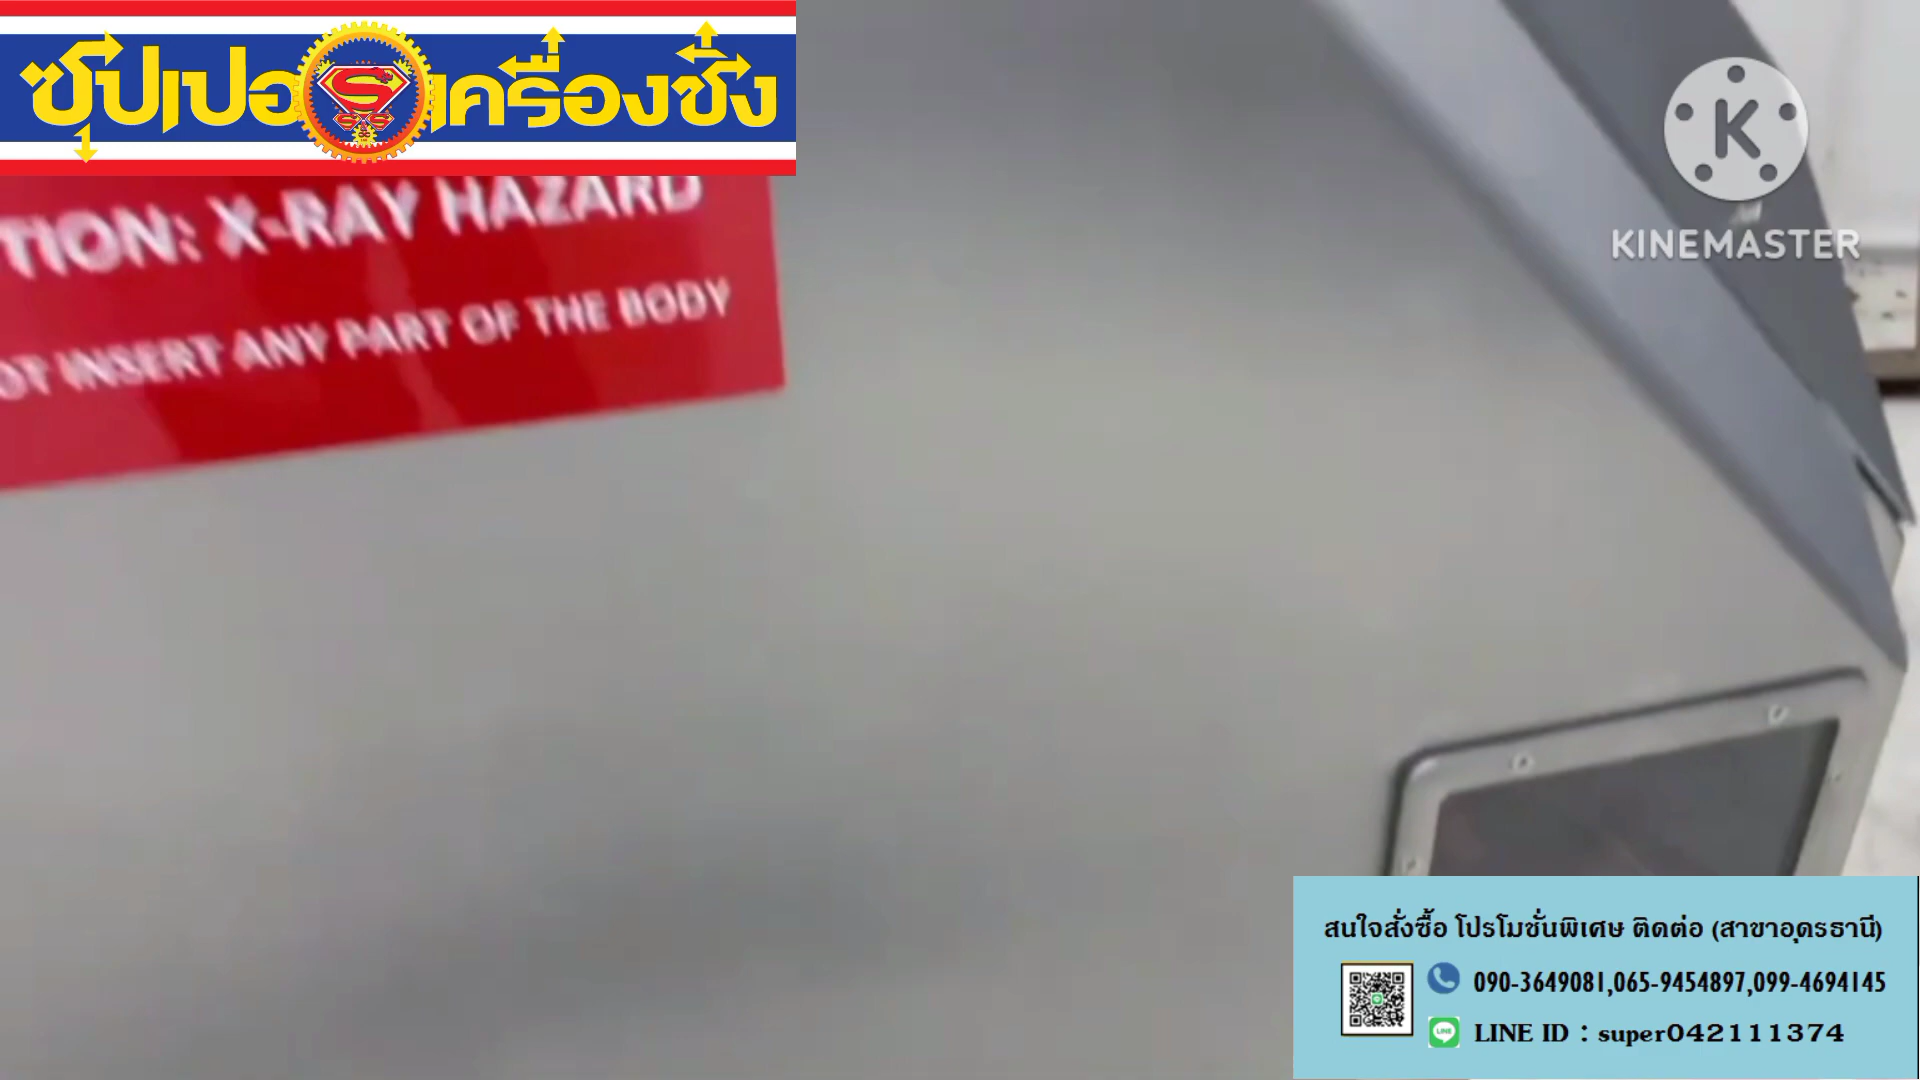 ซุปเปอร์เครื่องชั่ง
TION: X-RAY HAZARD
OT INSERT ANY PART OF THE BODY
K
KINEMASTER
สนใจสั่งซื้อ โปรโมชั่นพิเศษ ติดต่อ (สาขาอุดรธานี)
090-3649081,065-9454897,099-4694145
LINE ID : super042111374